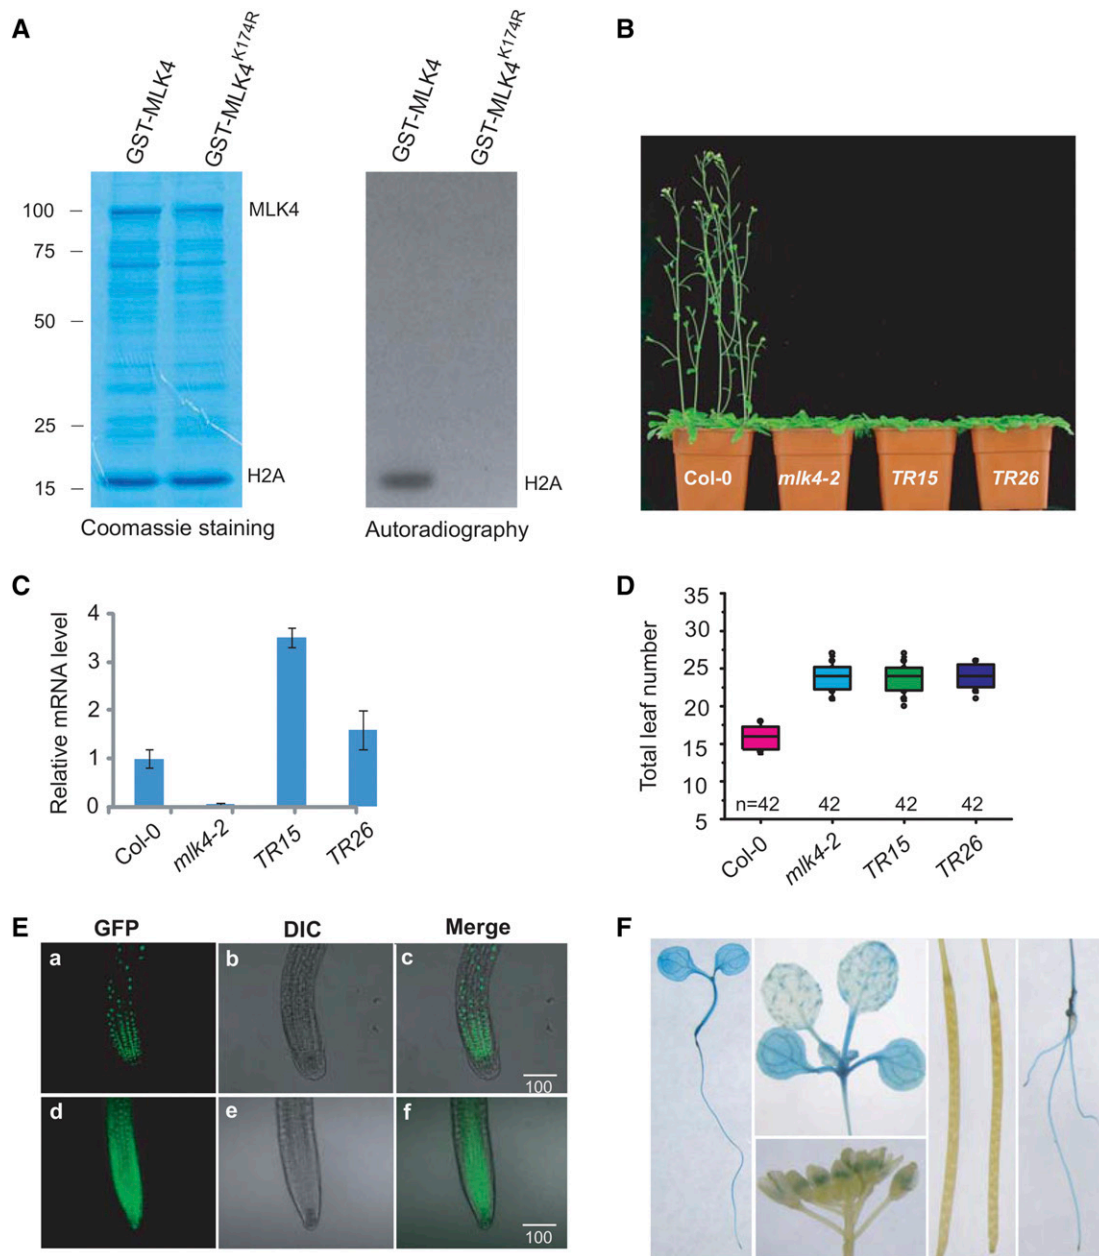 A
GST-MLK4
GST-MLK4K174R
GST-MLK4
GST-MLK4K174R
100
75
50
25
15
MLK4
H2A
H2A
Coomassie staining
Autoradiography
B
Col-0
mlk4-2
TR15
TR26
C
Relative mRNA level
4
3
2
1
0
Col-0
mlk4-2
TR15
TR26
D
Total leaf number
35
30
25
20
15
10
5
n=42
42
42
42
Col-0
mlk4-2
TR15
TR26
E
GFP
DIC
Merge
a
b
c
100
d
e
f
100
F